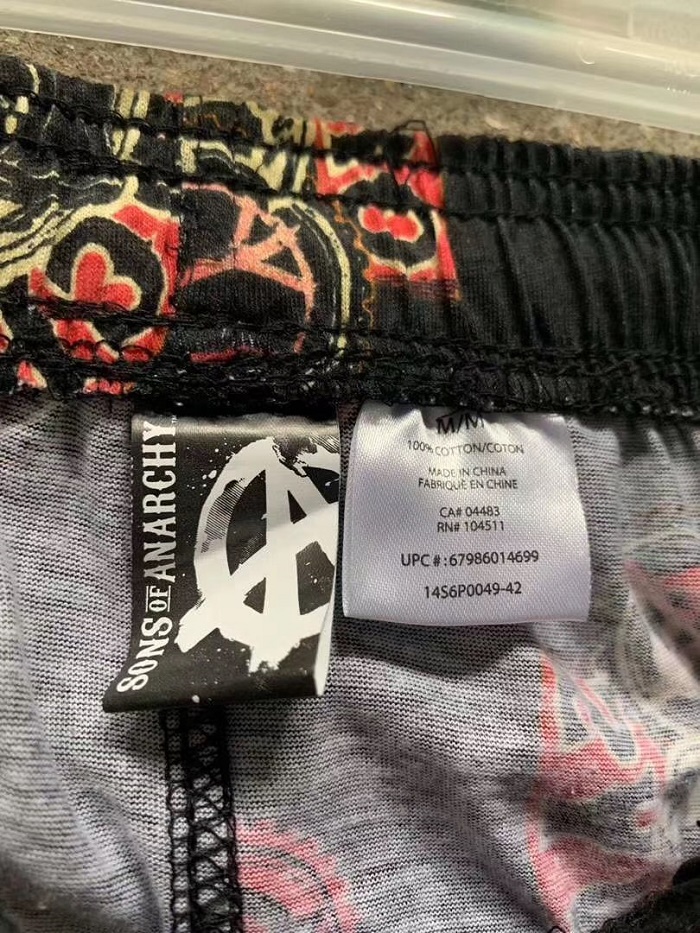 SONS OF ANARCHY
M/M
100% COTTON/COTON
MADE IN CHINA
FABRIQUÉ EN CHINE
CA# 04483
RN# 104511
UPC # : 67986014699
14S6P0049-42